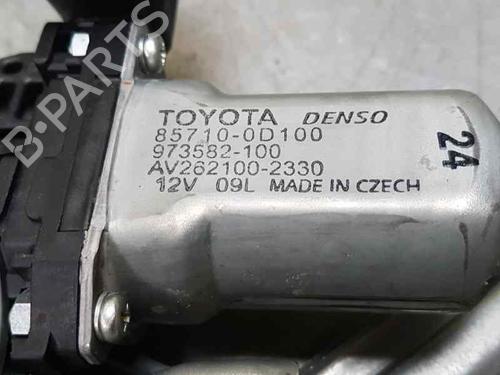 TOYOTA DENSO
85710-0D100
973582-100
AV262100-2330
12V 09L MADE IN CZECH
24
B-PARTS